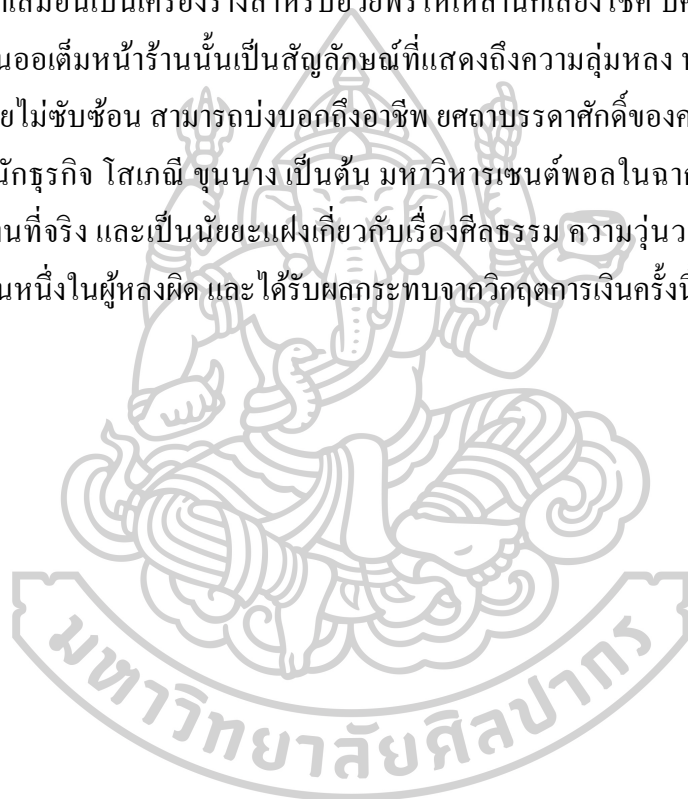 เสมือนเป็นเครื่องรางสำหรับอวยพรให้เหล่านักเสี่ยงโชค
นออเต็มหน้าร้านนั้นเป็นสัญลักษณ์ที่แสดงถึงความลุ่มหลง
ยไม่ซับซ้อน สามารถบ่งบอกถึงอาชีพ ยศถาบรรดาศักดิ์ของค
นักธุรกิจ โสเภณี ขุนนาง เป็นต้น มหาวิหารเซนต์พอลในฉาก
านที่จริง และเป็นนัยยะแฝงเกี่ยวกับเรื่องศีลธรรม ความวุ่นว
นหนึ่งในผู้หลงผิด และได้รับผลกระทบจากวิกฤตการเงินครั้งนี
มหาวิทยาลัยศิลปากร